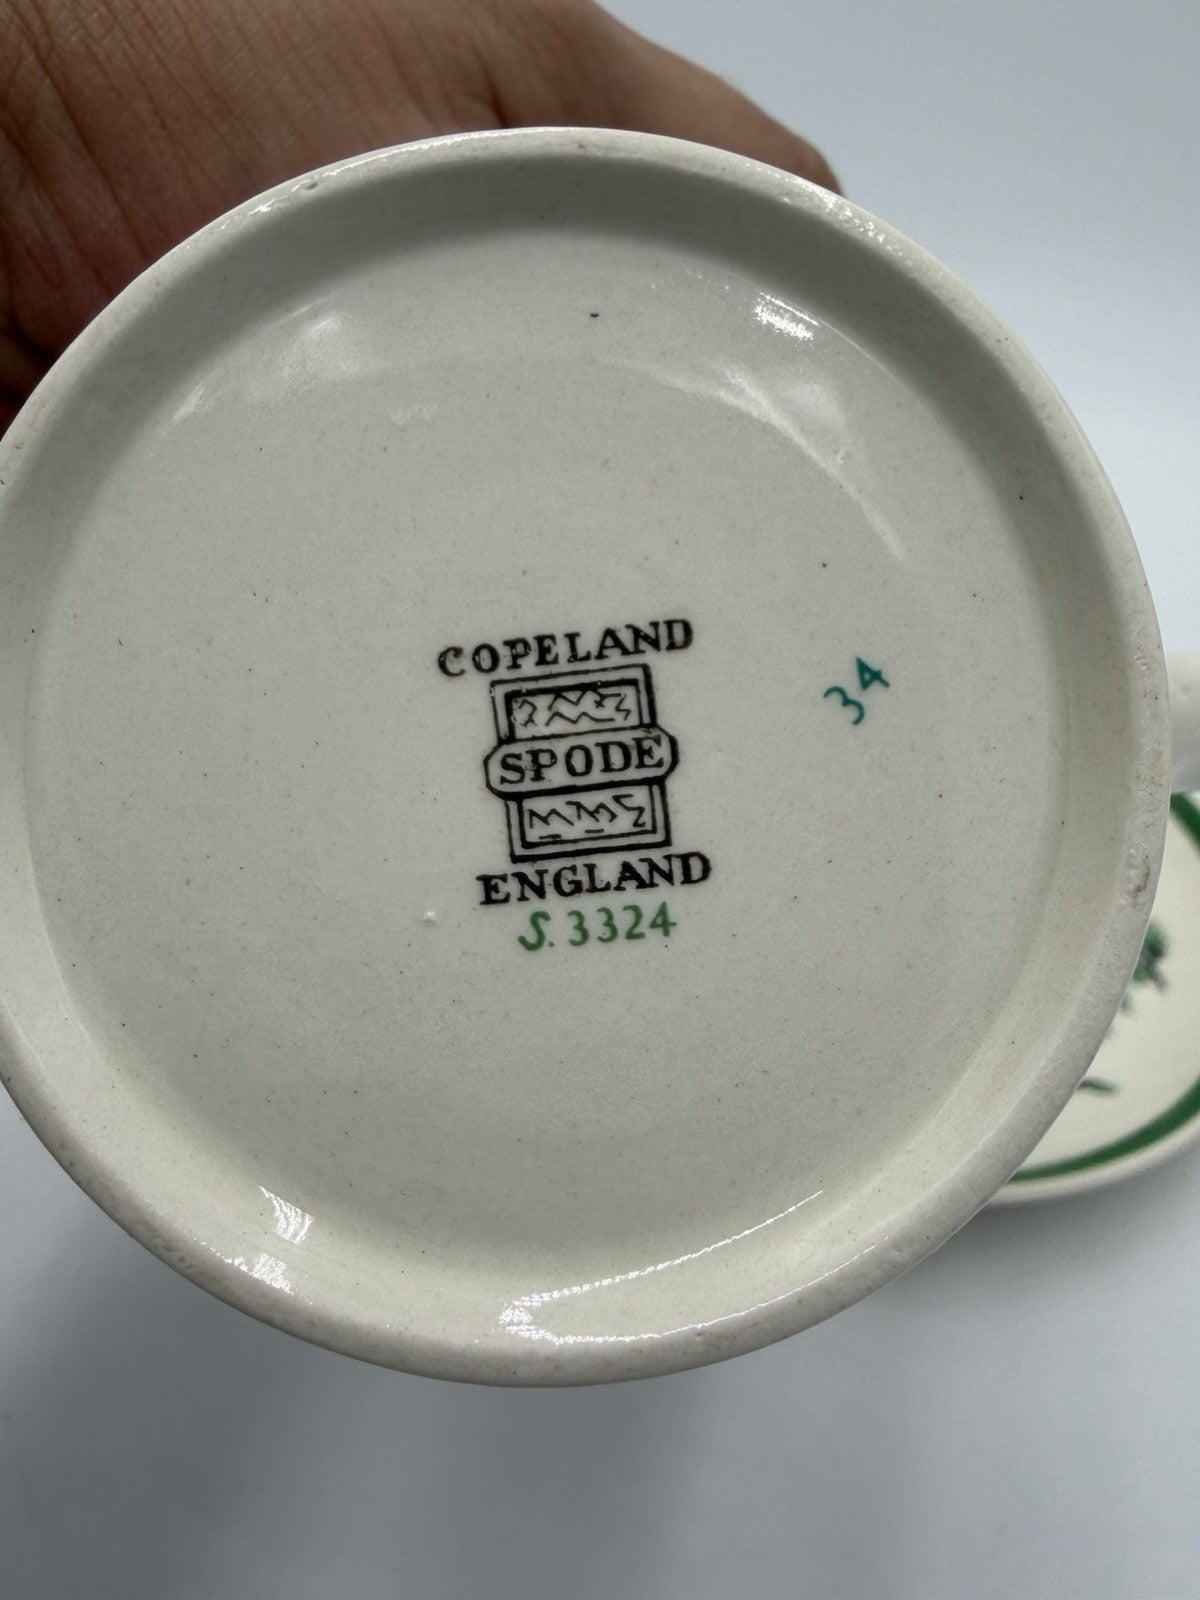 COPELAND
SPODE
ENGLAND
S.3324
34